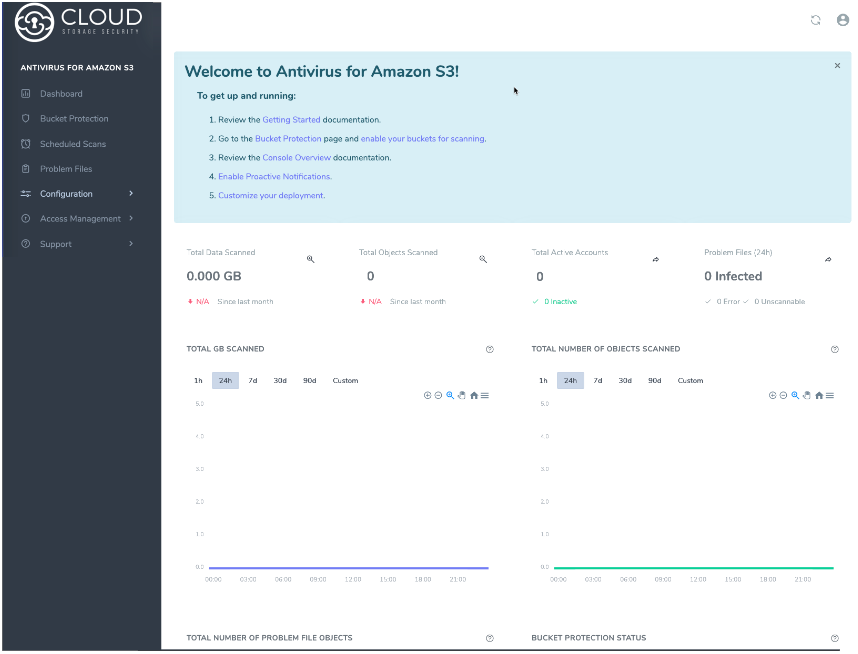 CLOUD
STORAGE SECURITY
ANTIVIRUS FOR AMAZON S3
Dashboard
Bucket Protection
Scheduled Scans
Problem Files
Configuration
Access Management
Support
Welcome to Antivirus for Amazon S3!
To get up and running:
1. Review the Getting Started documentation.
2. Go to the Bucket Protection page and enable your buckets for scanning.
3. Review the Console Overview documentation.
4. Enable Proactive Notifications.
5. Customize your deployment.
Total Data Scanned
0.000 GB
N/A Since last month
Total Objects Scanned
0
N/A Since last month
Total Active Accounts
0
0 Inactive
Problem Files (24h)
0 Infected
0 Error 0 Unscannable
TOTAL GB SCANNED
1h 24h 7d 30d 90d Custom
5.0
4.0
3.0
2.0
1.0
0.0
00:00 03:00 06:00 09:00 12:00 15:00 18:00 21:00
TOTAL NUMBER OF OBJECTS SCANNED
1h 24h 7d 30d 90d Custom
5.0
4.0
3.0
2.0
1.0
0.0
00:00 03:00 06:00 09:00 12:00 15:00 18:00 21:00
TOTAL NUMBER OF PROBLEM FILE OBJECTS
BUCKET PROTECTION STATUS